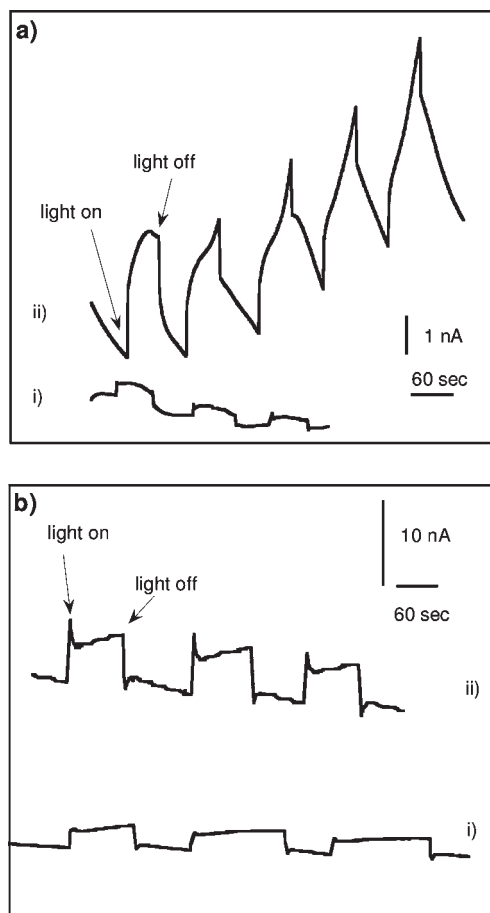 a)
light off
light on
ii)
1 nA
i)
60 sec
b)
light on
10 nA
light off
60 sec
ii)
i)